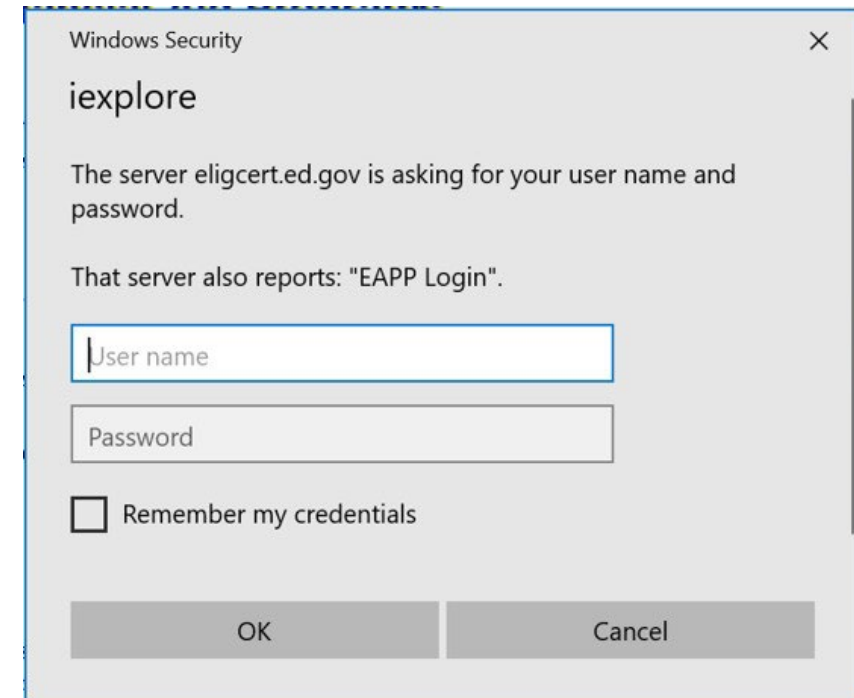 Windows Security
iexplore
The server eligcert.ed.gov is asking for your user name and
password.
That server also reports: "EAPP Login".
User name
Password
Remember my credentials
OK Cancel